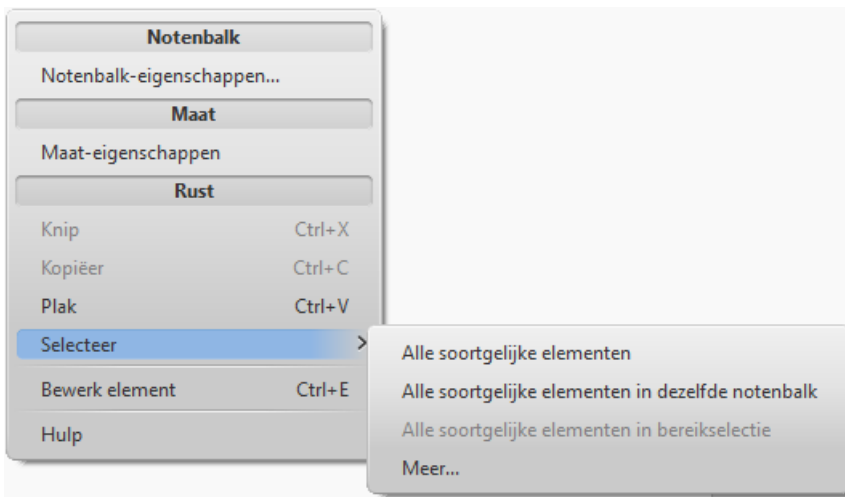 Notenbalk
Notenbalk-eigenschappen...
Maat
Maat-eigenschappen
Rust
Knip Ctrl+X
Kopiëer Ctrl+C
Plak Ctrl+V
Selecteer
Alle soortgelijke elementen
Alle soortgelijke elementen in dezelfde notenbalk
Alle soortgelijke elementen in bereikselectie
Meer...
Bewerk element Ctrl+E
Hulp